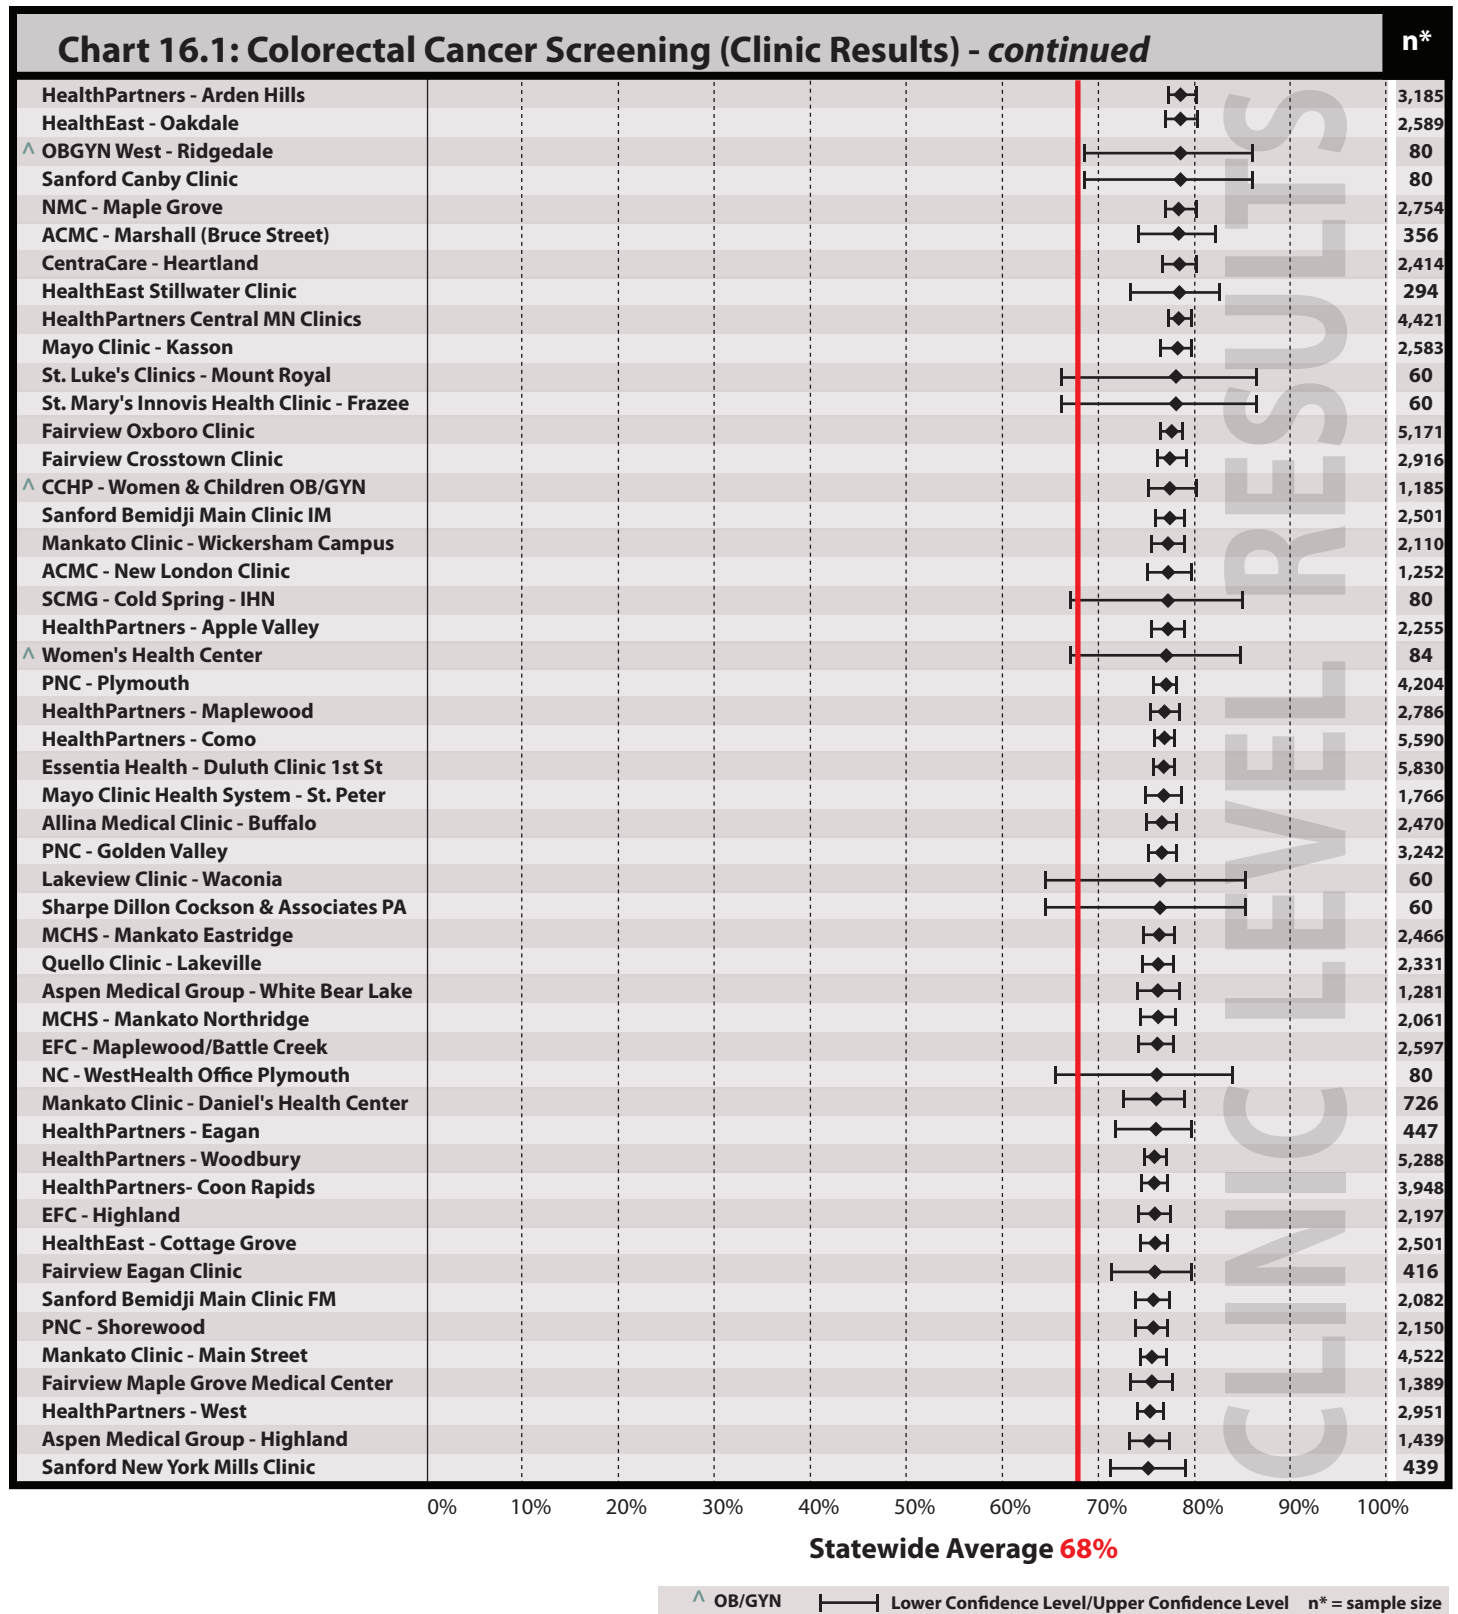 Chart 16.1: Colorectal Cancer Screening (Clinic Results) - continued n*
HealthPartners - Arden Hills 3,185
HealthEast - Oakdale 2,589
^ OBGYN West - Ridgedale 80
Sanford Canby Clinic 80
NMC - Maple Grove 2,754
ACMC - Marshall (Bruce Street) 356
CentraCare - Heartland 2,414
HealthEast Stillwater Clinic 294
HealthPartners Central MN Clinics 4,421
Mayo Clinic - Kasson 2,583
St. Luke's Clinics - Mount Royal 60
St. Mary's Innovis Health Clinic - Frazee 60
Fairview Oxboro Clinic 5,171
Fairview Crosstown Clinic 2,916
^ CCHP - Women & Children OB/GYN 1,185
Sanford Bemidji Main Clinic IM 2,501
Mankato Clinic - Wickersham Campus 2,110
ACMC - New London Clinic 1,252
SCMG - Cold Spring - IHN 80
HealthPartners - Apple Valley 2,255
^ Women's Health Center 84
PNC - Plymouth 4,204
HealthPartners - Maplewood 2,786
HealthPartners - Como 5,590
Essentia Health - Duluth Clinic 1st St 5,830
Mayo Clinic Health System - St. Peter 1,766
Allina Medical Clinic - Buffalo 2,470
PNC - Golden Valley 3,242
Lakeview Clinic - Waconia 60
Sharpe Dillon Cockson & Associates PA 60
MCHS - Mankato Eastridge 2,466
Quello Clinic - Lakeville 2,331
Aspen Medical Group - White Bear Lake 1,281
MCHS - Mankato Northridge 2,061
EFC - Maplewood/Battle Creek 2,597
NC - WestHealth Office Plymouth 80
Mankato Clinic - Daniel's Health Center 726
HealthPartners - Eagan 447
HealthPartners - Woodbury 5,288
HealthPartners- Coon Rapids 3,948
EFC - Highland 2,197
HealthEast - Cottage Grove 2,501
Fairview Eagan Clinic 416
Sanford Bemidji Main Clinic FM 2,082
PNC - Shorewood 2,150
Mankato Clinic - Main Street 4,522
Fairview Maple Grove Medical Center 1,389
HealthPartners - West 2,951
Aspen Medical Group - Highland 1,439
Sanford New York Mills Clinic 439
CLINIC LEVEL RESULTS
0% 10% 20% 30% 40% 50% 60% 70% 80% 90% 100%
Statewide Average 68%
^ OB/GYN Lower Confidence Level/Upper Confidence Level n* = sample size